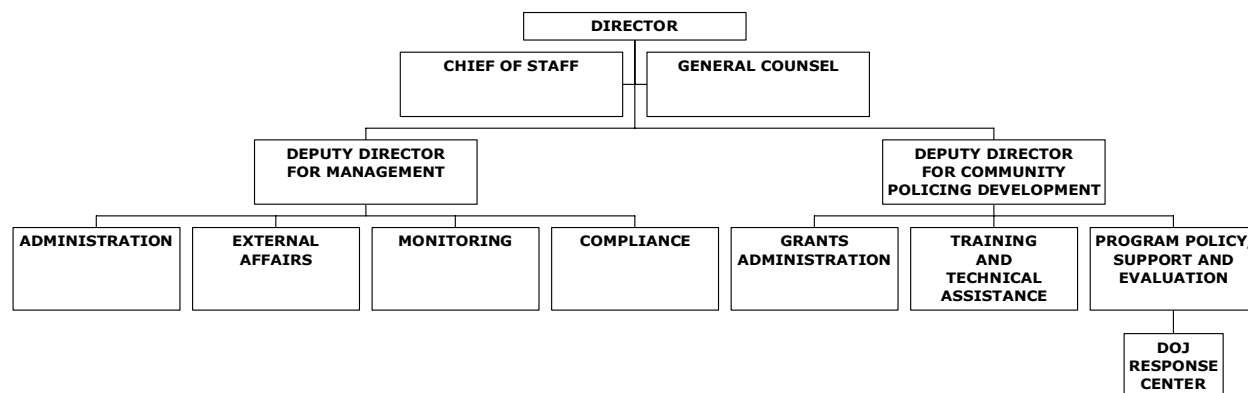 DIRECTOR
CHIEF OF STAFF
GENERAL COUNSEL
DEPUTY DIRECTOR
FOR MANAGEMENT
DEPUTY DIRECTOR
FOR COMMUNITY
POLICING DEVELOPMENT
ADMINISTRATION
EXTERNAL
AFFAIRS
MONITORING
COMPLIANCE
GRANTS
ADMINISTRATION
TRAINING
AND
TECHNICAL
ASSISTANCE
PROGRAM POLICY,
SUPPORT AND
EVALUATION
DOJ
RESPONSE
CENTER